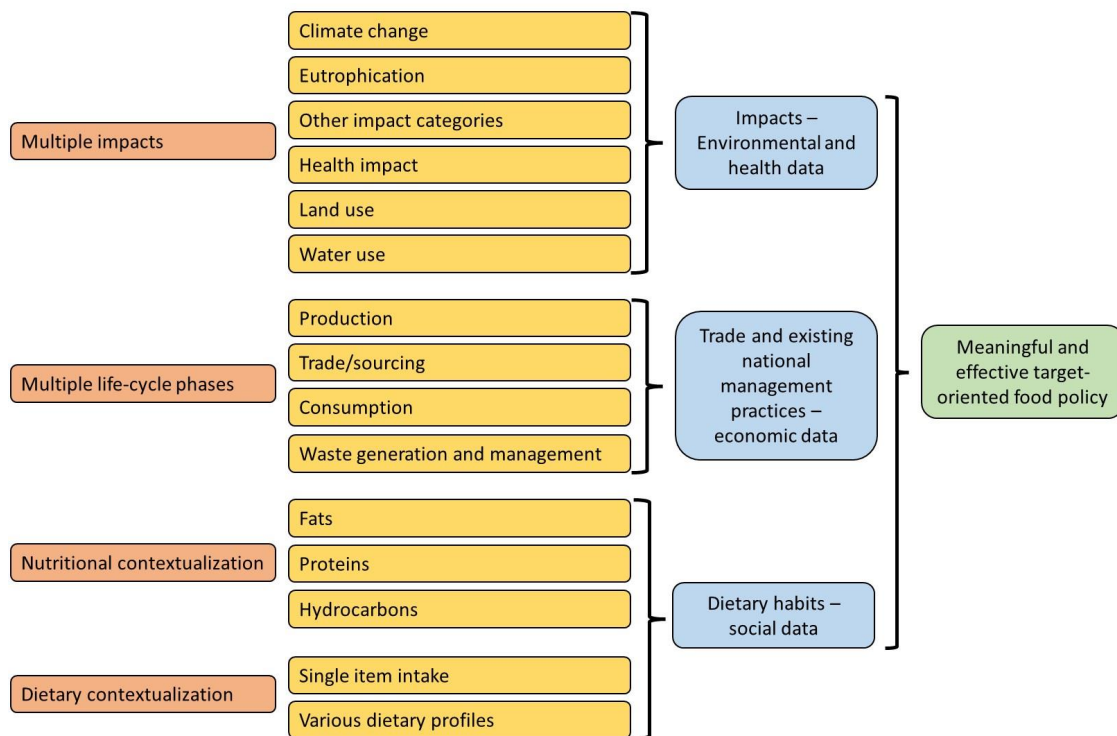 Multiple impacts
Climate change
Eutrophication
Other impact categories
Health impact
Land use
Water use
Impacts –
Environmental and
health data
Multiple life-cycle phases
Production
Trade/sourcing
Consumption
Waste generation and management
Trade and existing
national
management
practices –
economic data
Nutritional contextualization
Fats
Proteins
Hydrocarbons
Dietary contextualization
Single item intake
Various dietary profiles
Dietary habits –
social data
Meaningful and
effective target-
oriented food policy